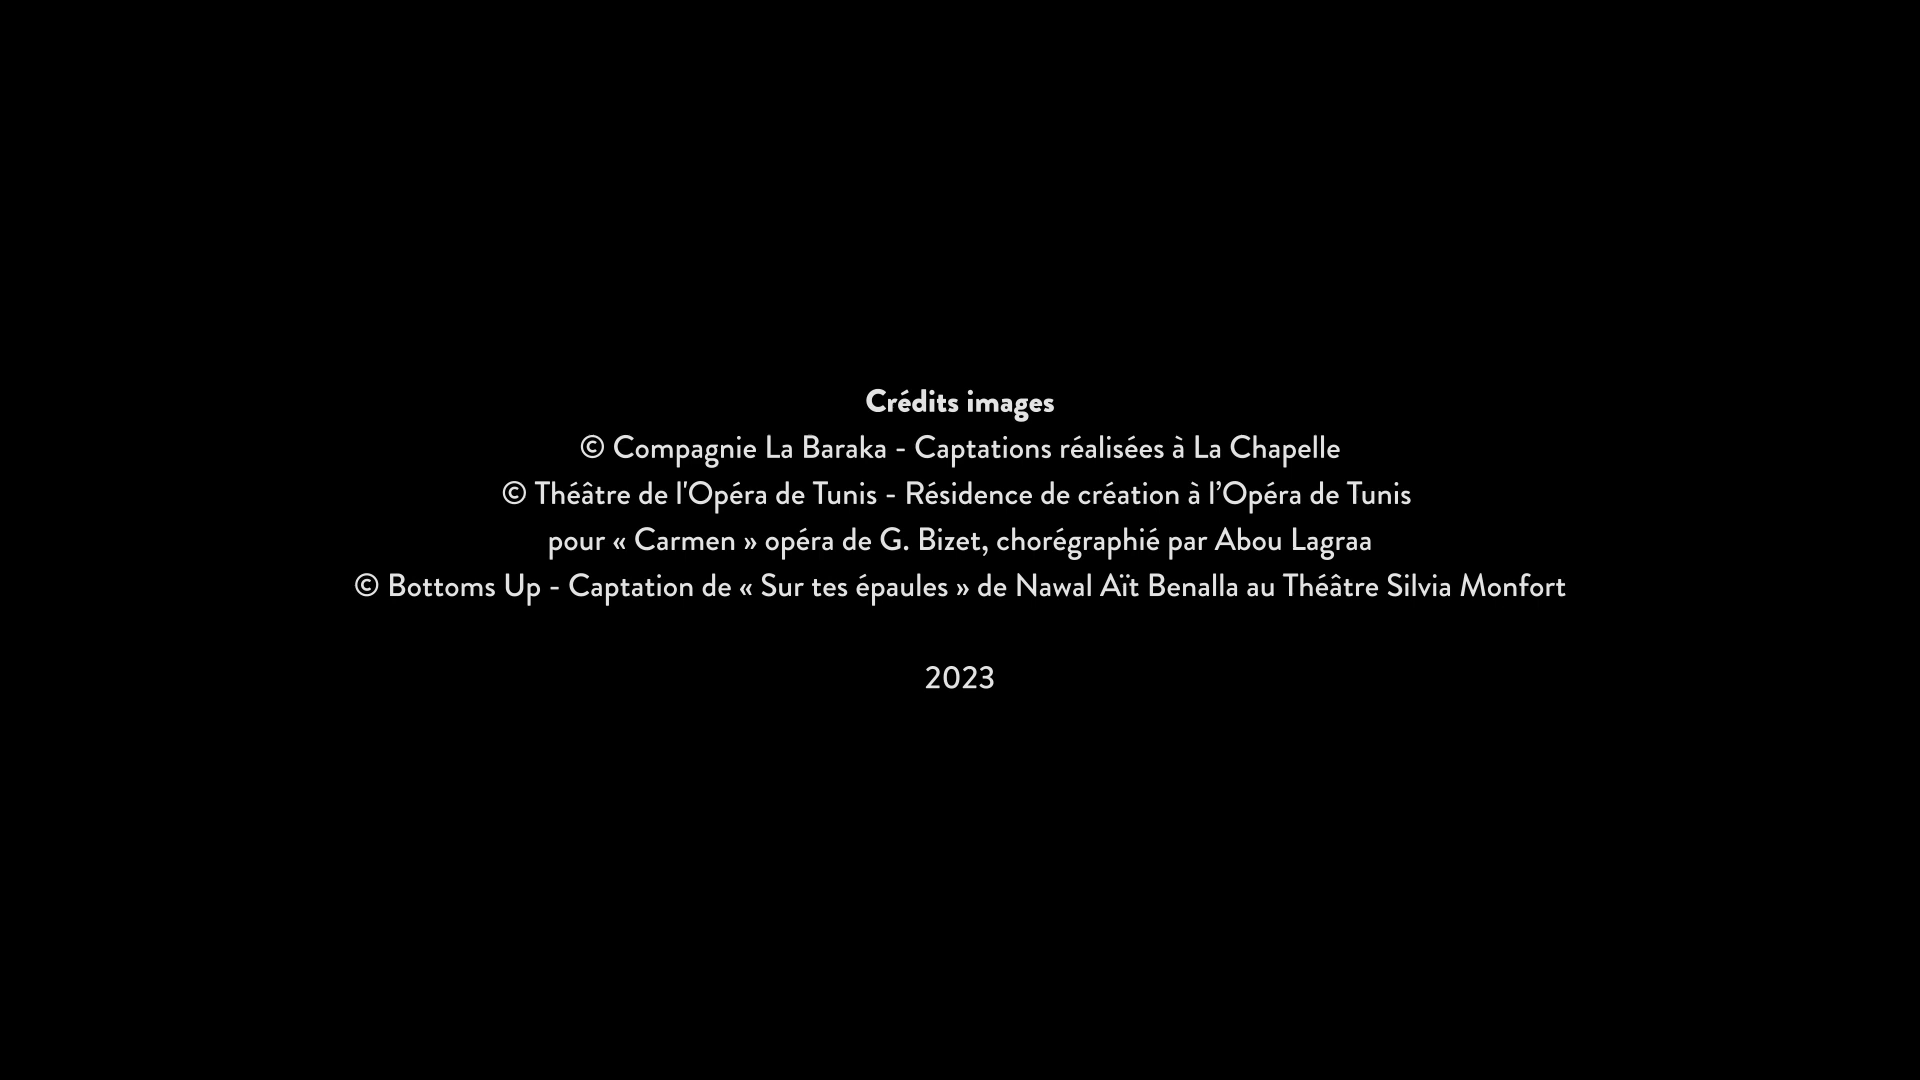 Crédits images
© Compagnie La Baraka - Captations réalisées à La Chapelle
© Théâtre de l'Opéra de Tunis - Résidence de création à l’Opéra de Tunis
pour « Carmen » opéra de G. Bizet, chorégraphié par Abou Lagraa
© Bottoms Up - Captation de « Sur tes épaules » de Nawal Aït Benalla au Théâtre Silvia Monfort
2023